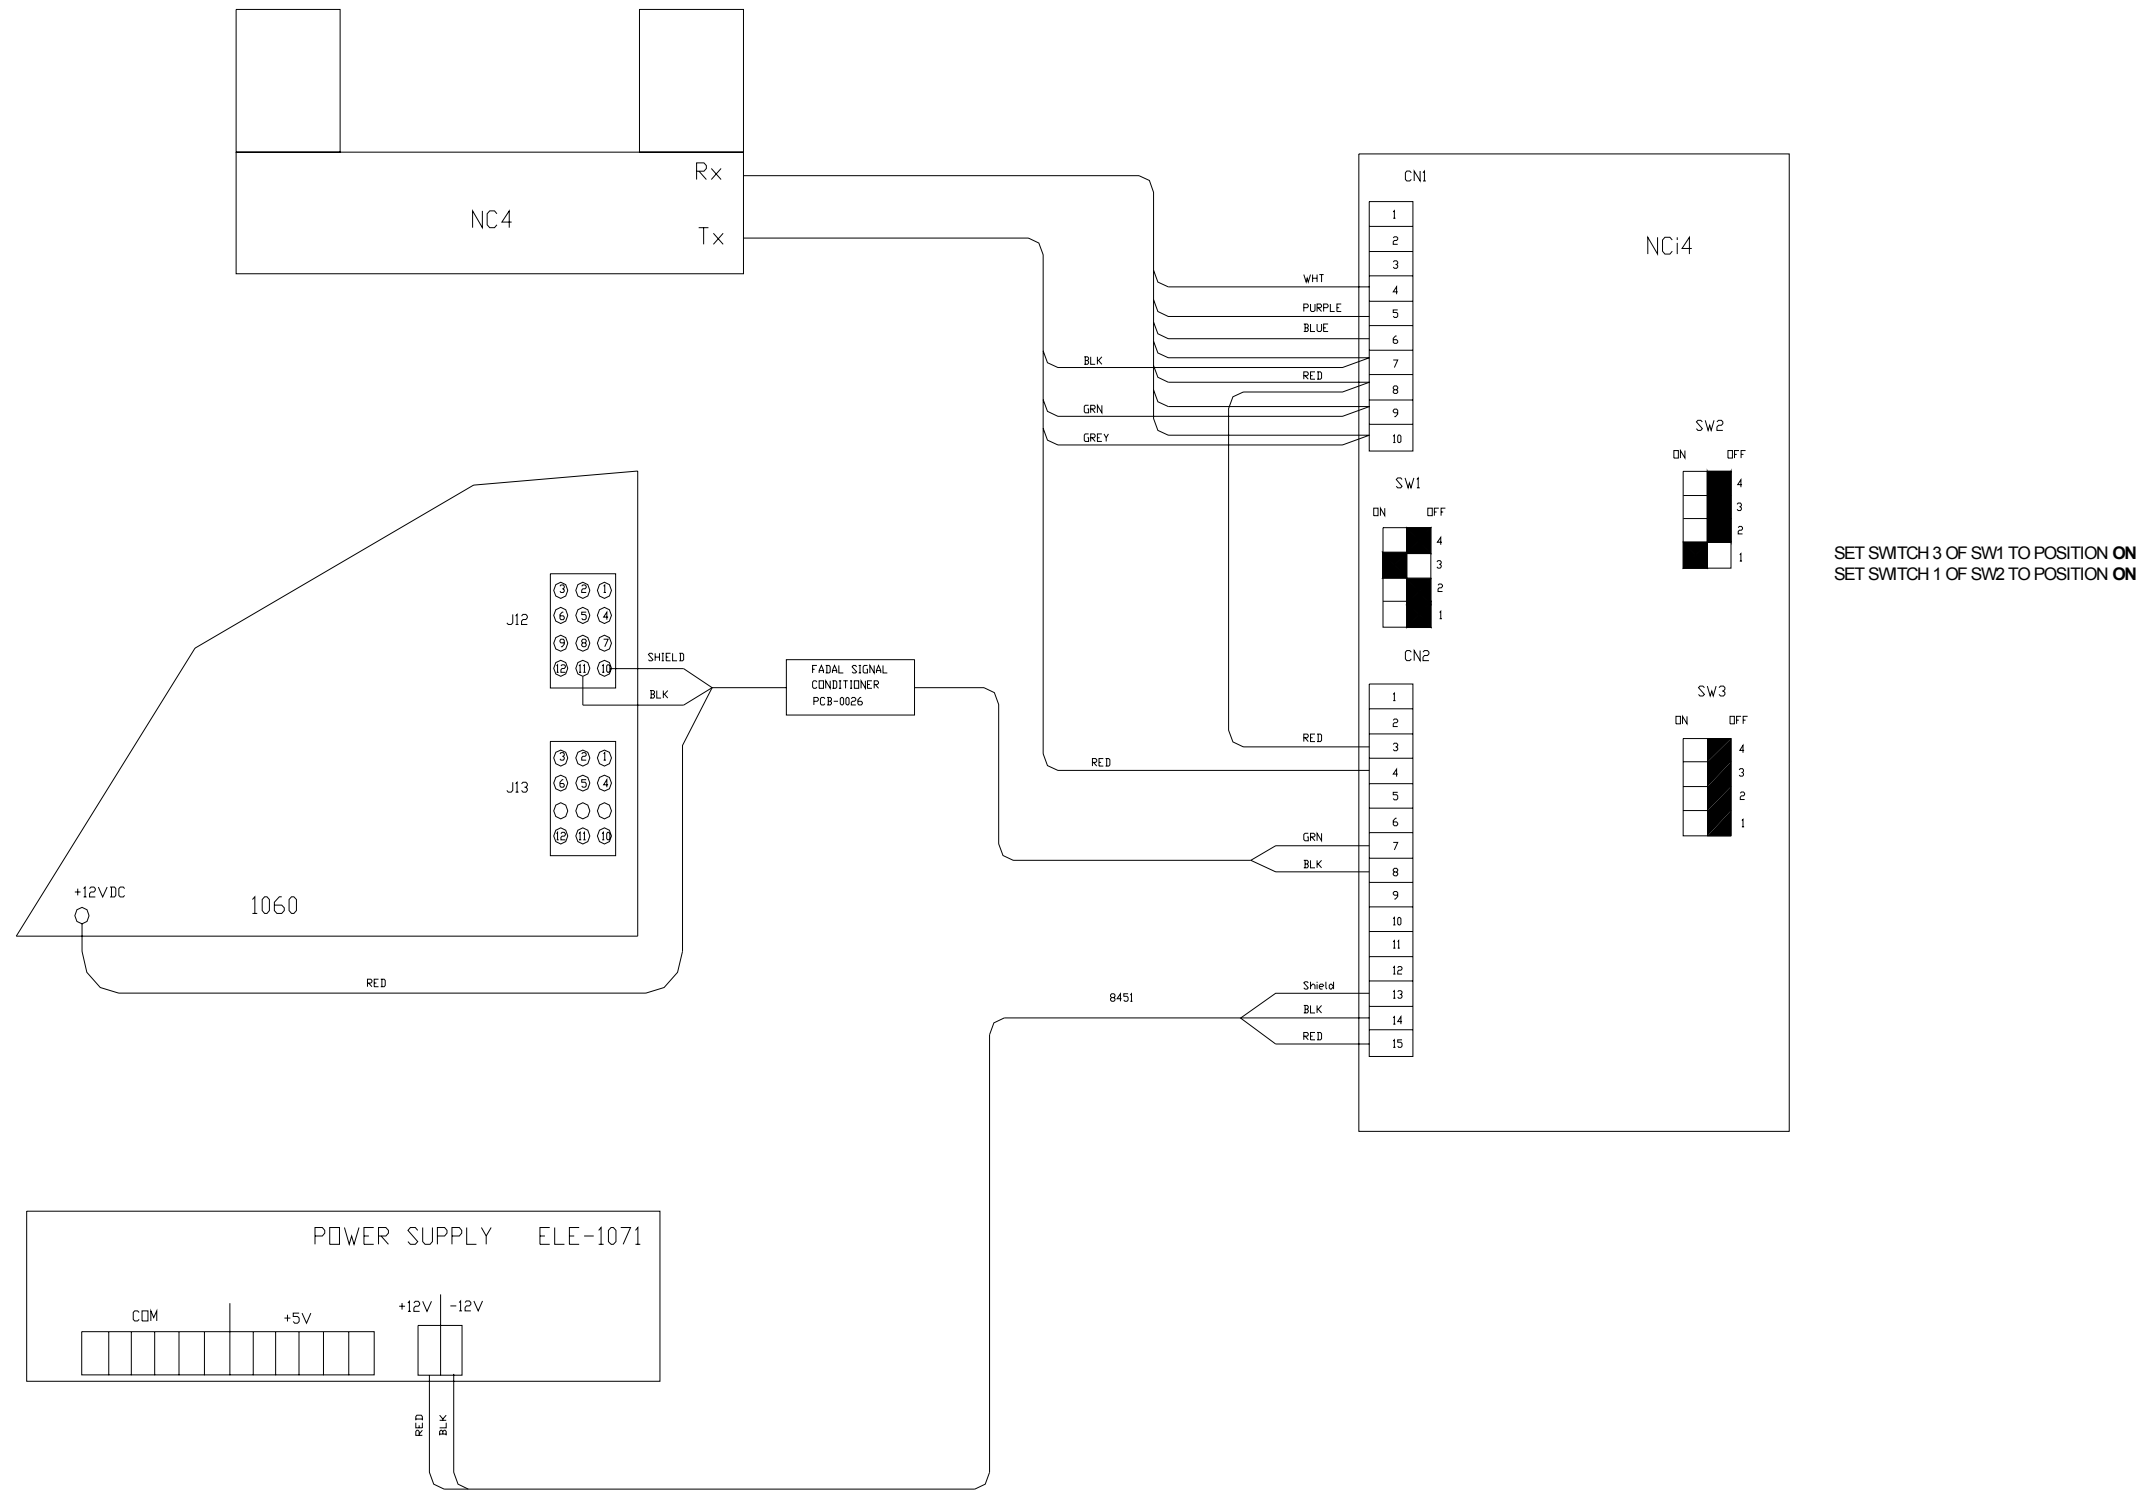 Rx
NC4
Tx
CN1
NCi4
1
2
3
4
5
6
7
8
9
10
WHT
PURPLE
BLUE
BLK
RED
GRN
GREY
SW2
ON OFF
4
3
2
1
SW1
ON OFF
4
3
2
1
SET SWITCH 3 OF SW1 TO POSITION ON
SET SWITCH 1 OF SW2 TO POSITION ON
J12
3 2 1
6 5 4
9 8 7
12 11 10
SHIELD
BLK
FADAL SIGNAL
CONDITIONER
PCB-0026
CN2
1
2
3
4
5
6
7
8
9
10
11
12
13
14
15
RED
RED
GRN
BLK
Shield
BLK
RED
8451
SW3
ON OFF
4
3
2
1
J13
3 2 1
6 5 4
12 11 10
+12VDC
1060
RED
POWER SUPPLY ELE-1071
COM +5V
+12V -12V
RED
BLK